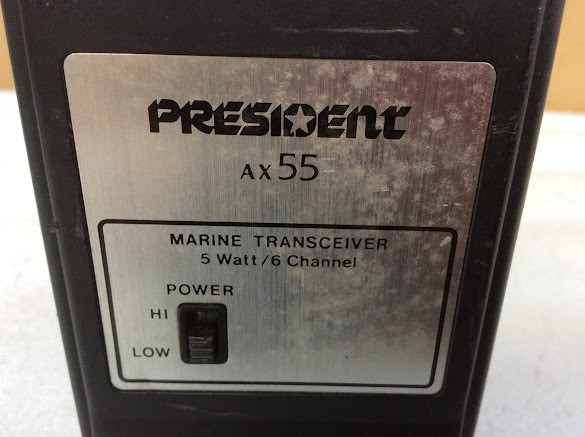 PRESIDENT
AX55
MARINE TRANSCEIVER
5 Watt/6 Channel
POWER
HI
LOW